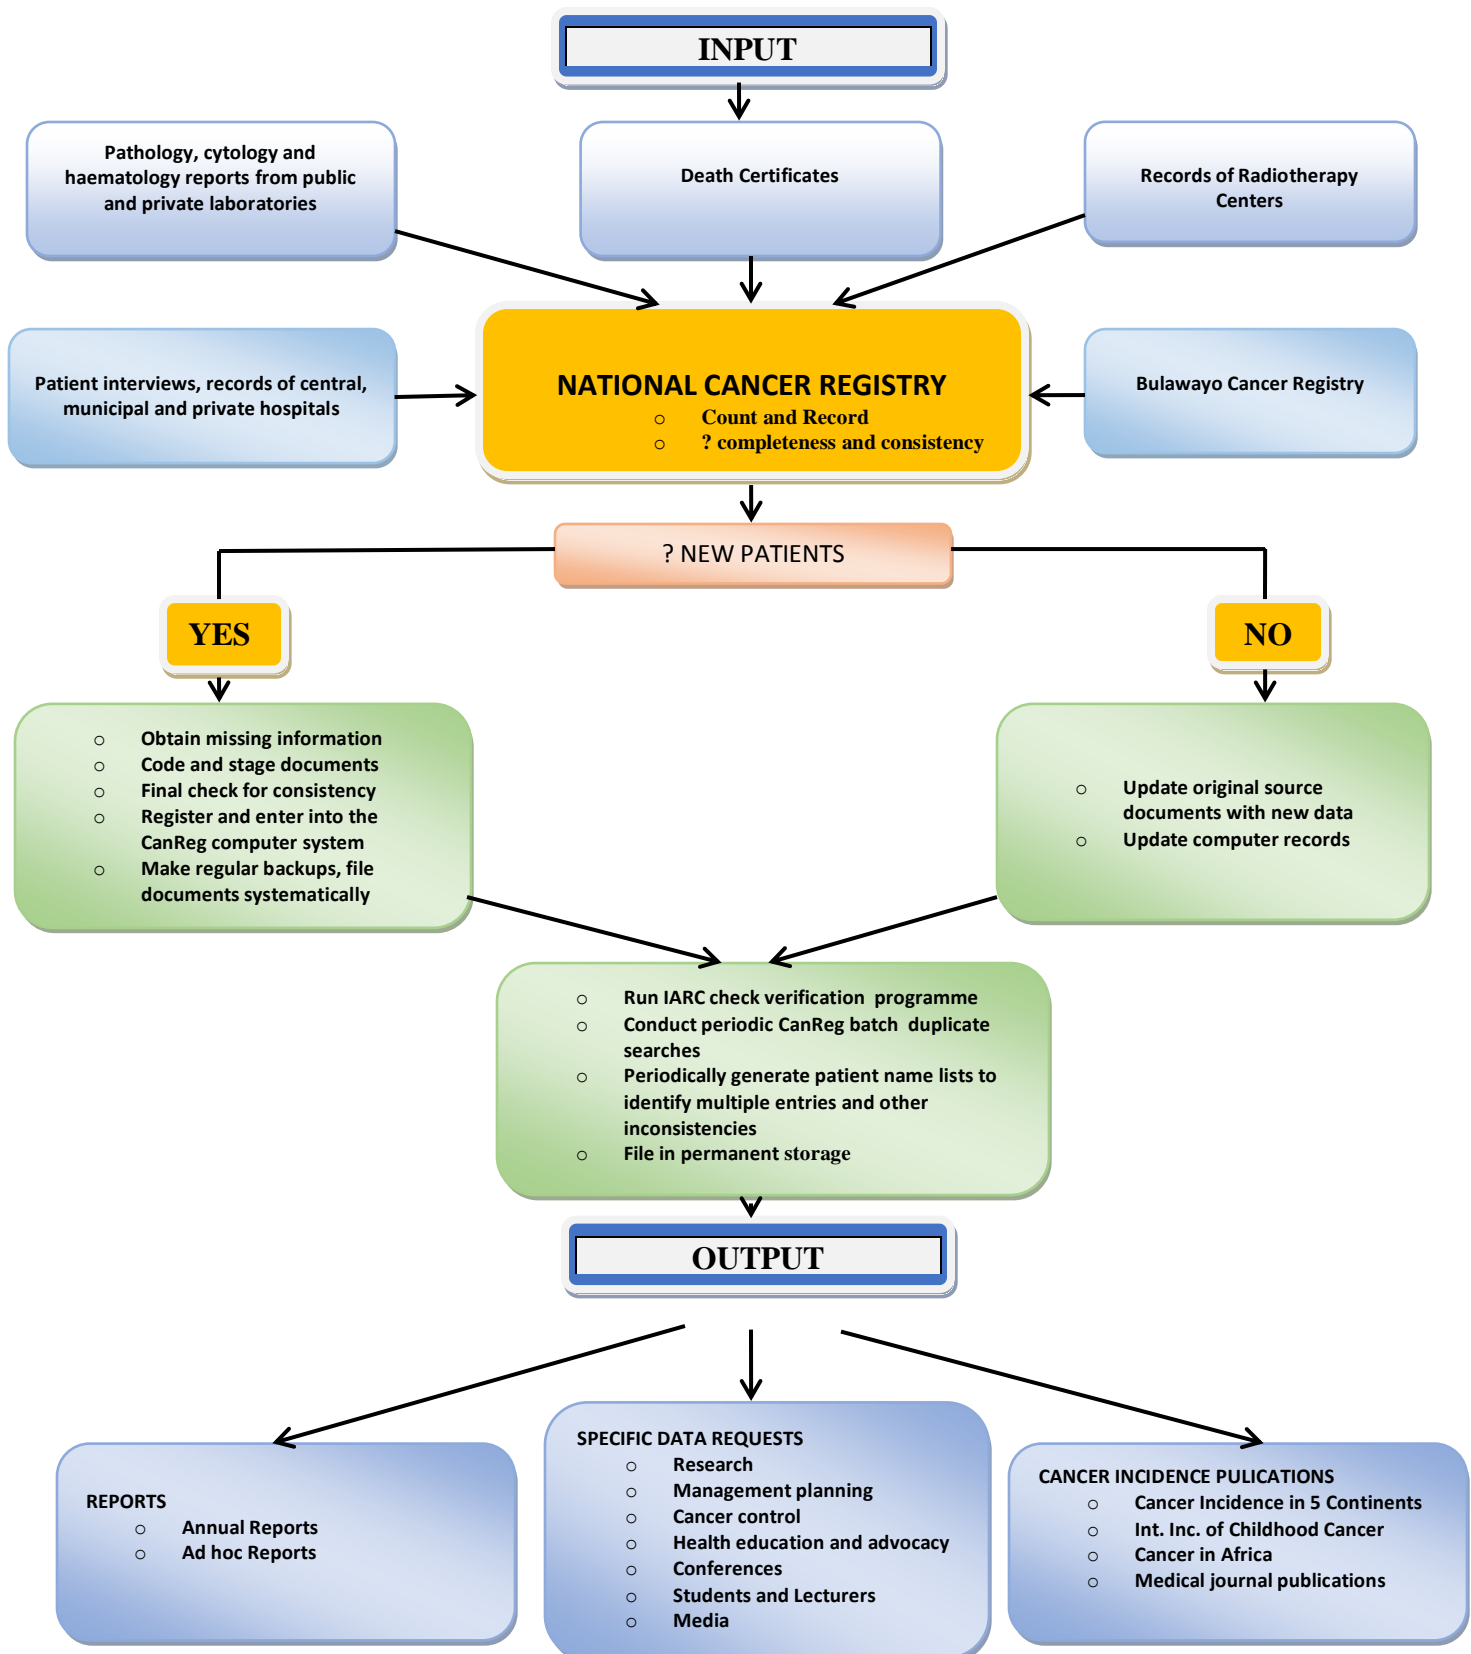 INPUT
Pathology, cytology and
haematology reports from public
and private laboratories
Death Certificates
Records of Radiotherapy
Centers
Patient interviews, records of central,
municipal and private hospitals
NATIONAL CANCER REGISTRY
o Count and Record
o ? completeness and consistency
Bulawayo Cancer Registry
? NEW PATIENTS
YES
NO
o Obtain missing information
o Code and stage documents
o Final check for consistency
o Register and enter into the
CanReg computer system
o Make regular backups, file
documents systematically
o Update original source
documents with new data
o Update computer records
o Run IARC check verification programme
o Conduct periodic CanReg batch duplicate
searches
o Periodically generate patient name lists to
identify multiple entries and other
inconsistencies
o File in permanent storage
OUTPUT
REPORTS
o Annual Reports
o Ad hoc Reports
SPECIFIC DATA REQUESTS
o Research
o Management planning
o Cancer control
o Health education and advocacy
o Conferences
o Students and Lecturers
o Media
CANCER INCIDENCE PULICATIONS
o Cancer Incidence in 5 Continents
o Int. Inc. of Childhood Cancer
o Cancer in Africa
o Medical journal publications